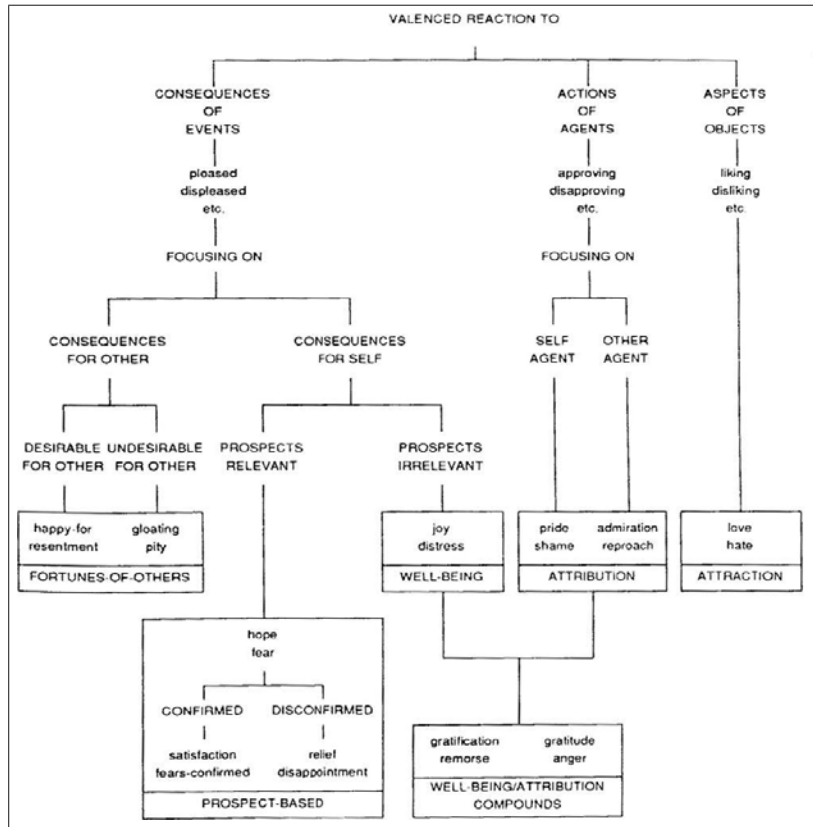 VALENCED REACTION TO
CONSEQUENCES
OF
EVENTS
ACTIONS
OF
AGENTS
ASPECTS
OF
OBJECTS
ploased
displeased
etc.
approving
disapproving
etc.
liking
disliking
etc.
FOCUSING ON
FOCUSING ON
CONSEQUENCES
FOR OTHER
CONSEQUENCES
FOR SELF
SELF
AGENT
OTHER
AGENT
DESIRABLE
FOR OTHER
UNDESIRABLE
FOR OTHER
PROSPECTS
RELEVANT
PROSPECTS
IRRELEVANT
happy-for
resentment
gloating
pity
FORTUNES-OF-OTHERS
joy
distress
WELL-BEING
pride
shame
admiration
reproach
ATTRIBUTION
love
hate
ATTRACTION
hope
fear
CONFIRMED
DISCONFIRMED
satisfaction
fears-confirmed
relief
disappointment
PROSPECT-BASED
gratification
remorse
gratitude
anger
WELL-BEING/ATTRIBUTION
COMPOUNDS